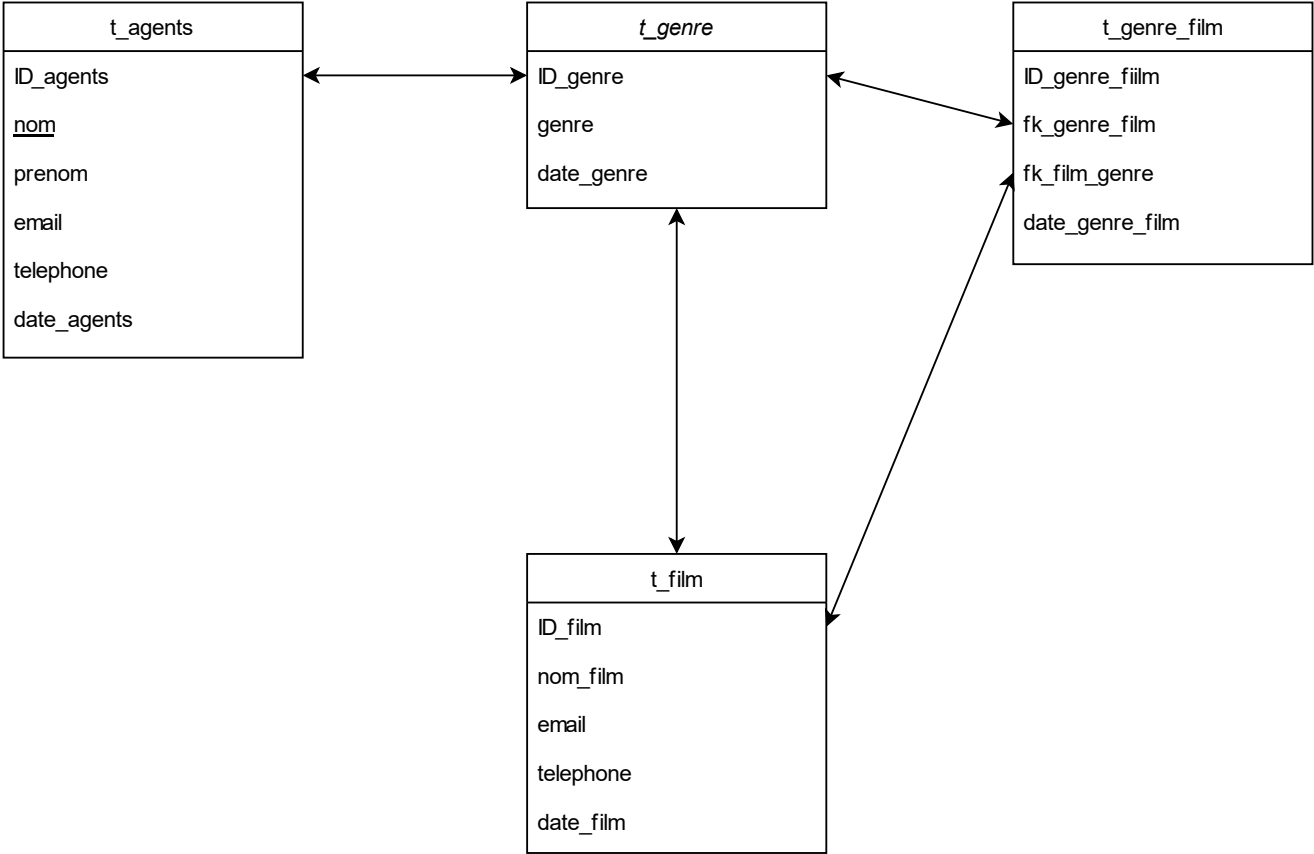 t_agents
ID_agents
nom
prenom
email
telephone
date_agents
t_genre
ID_genre
genre
date_genre
t_genre_film
ID_genre_fiilm
fk_genre_film
fk_film_genre
date_genre_film
t_film
ID_film
nom_film
email
telephone
date_film